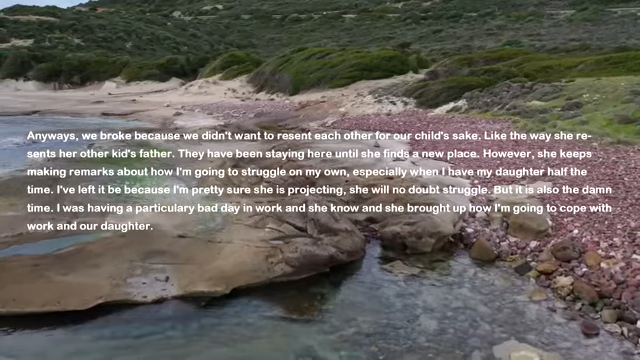 Anyways, we broke because we didn't want to resent each other for our child's sake. Like the way she re-
sents her other kid's father. They have been staying here until she finds a new place. However, she keeps
making remarks about how I'm going to struggle on my own, especially when I have my daughter half the
time. I've left it be because I'm pretty sure she is projecting, she will no doubt struggle. But it is also the damn
time. I was having a particulary bad day in work and she know and she brought up how I'm going to cope with
work and our daughter.